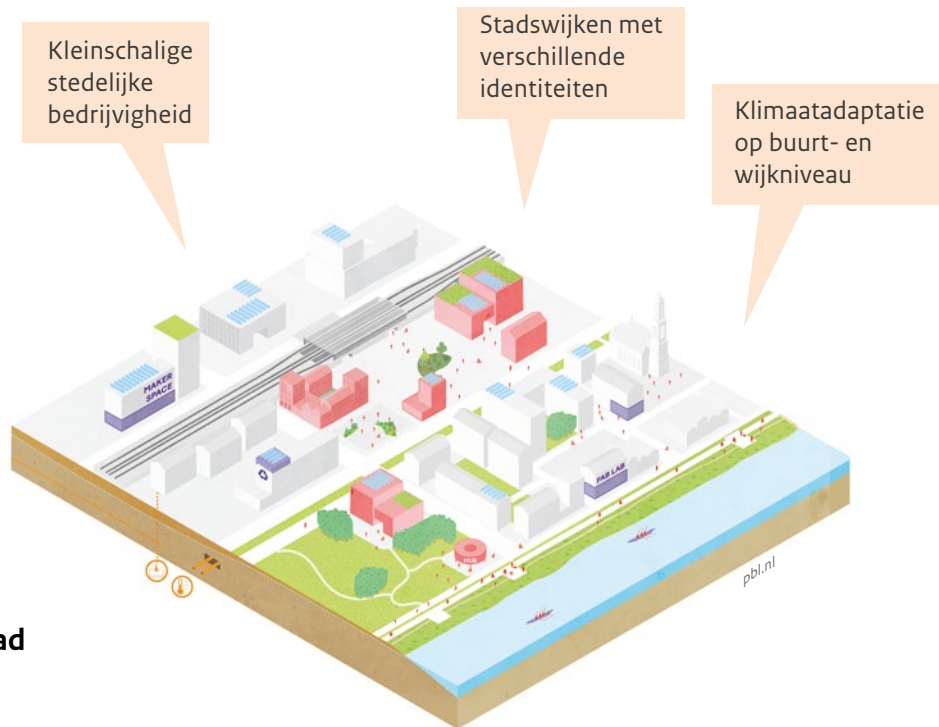 Kleinschalige
stedelijke
bedrijvigheid
Stadswijken met
verschillende
identiteiten
Klimaatadaptatie
op buurt- en
wijkniveau
MAKER
SPACE
FAB LAB
HUB
pbl.nl
ad